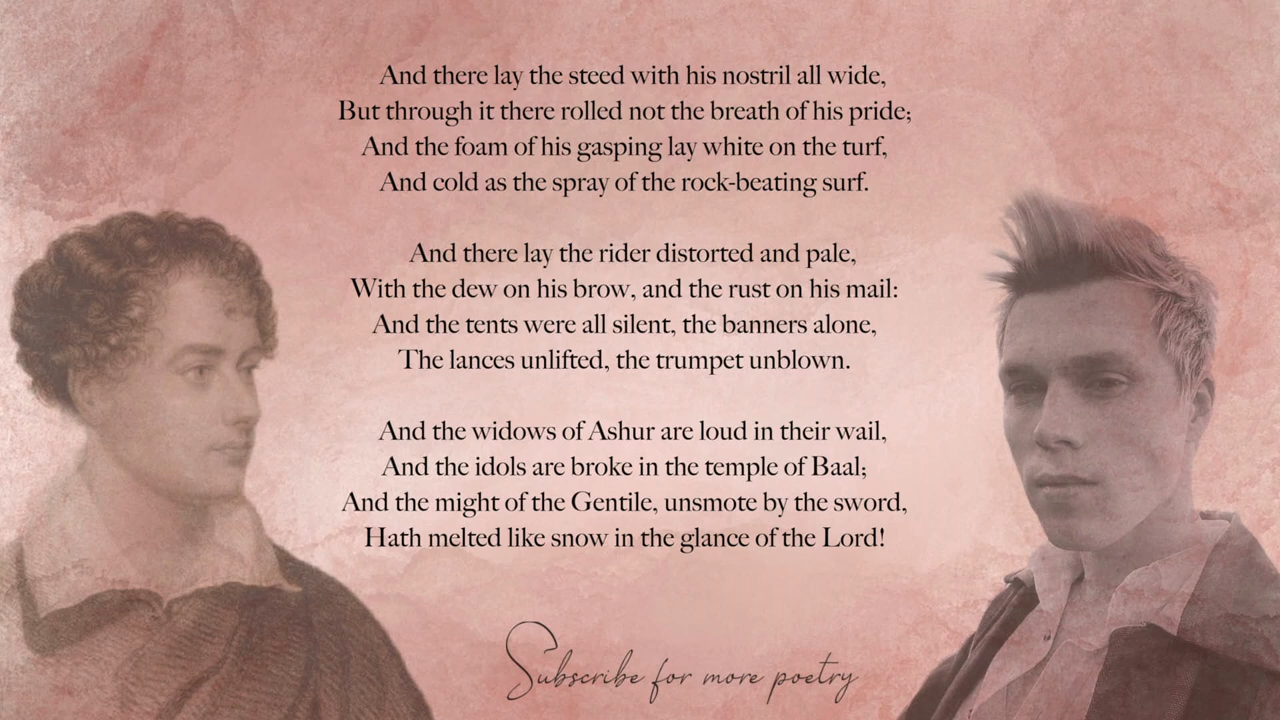 And there lay the steed with his nostril all wide,
But through it there rolled not the breath of his pride;
And the foam of his gasping lay white on the turf,
And cold as the spray of the rock-beating surf.
And there lay the rider distorted and pale,
With the dew on his brow, and the rust on his mail:
And the tents were all silent, the banners alone,
The lances unlifted, the trumpet unblown.
And the widows of Ashur are loud in their wail,
And the idols are broke in the temple of Baal;
And the might of the Gentile, unsmote by the sword,
Hath melted like snow in the glance of the Lord!
Subscribe for more poetry